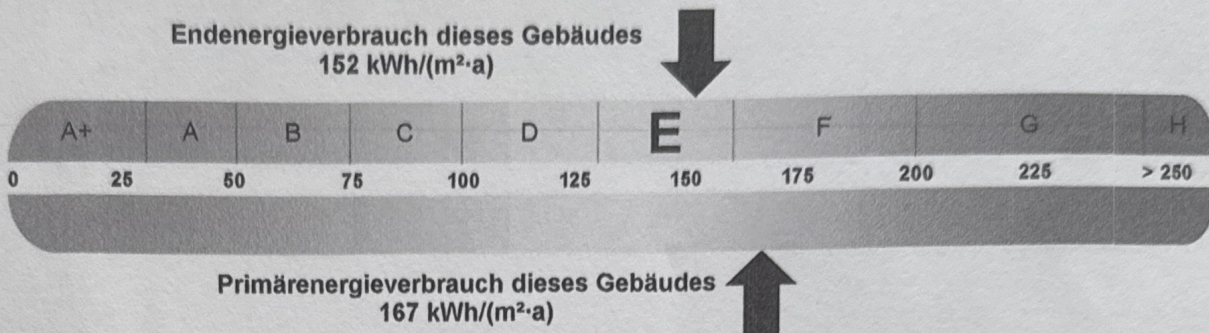 Endenergieverbrauch dieses Gebäudes
152 kWh/(m²·a)
A+ A B C D E F G H
0 25 50 75 100 125 150 175 200 225 > 250
Primärenergieverbrauch dieses Gebäudes
167 kWh/(m²·a)